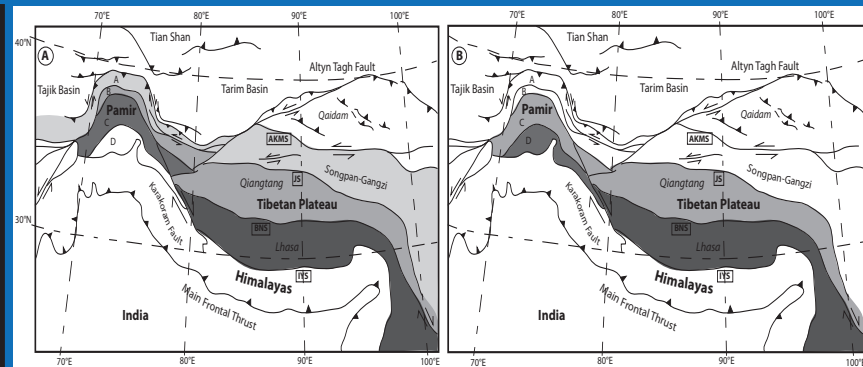 70°E
80°E
90°E
100°E
40°N
A
Tian Shan
Altyn Tagh Fault
Tajik Basin
Tarim Basin
A
B
Pamir
C
D
Qaidam
AKMS
JS
Qiangtang
Songpan-Gangzi
Tibetan Plateau
30°N
Karakoram Fault
BNS
Lhasa
IYS
Himalayas
Main Frontal Thrust
India
70°E
80°E
90°E
100°E
70°E
80°E
90°E
100°E
B
Tian Shan
Altyn Tagh Fault
Tajik Basin
Tarim Basin
A
B
Pamir
C
D
Qaidam
AKMS
JS
Qiangtang
Songpan-Gangzi
Tibetan Plateau
Karakoram Fault
BNS
Lhasa
IYS
Himalayas
Main Frontal Thrust
India
70°E
80°E
90°E
100°E